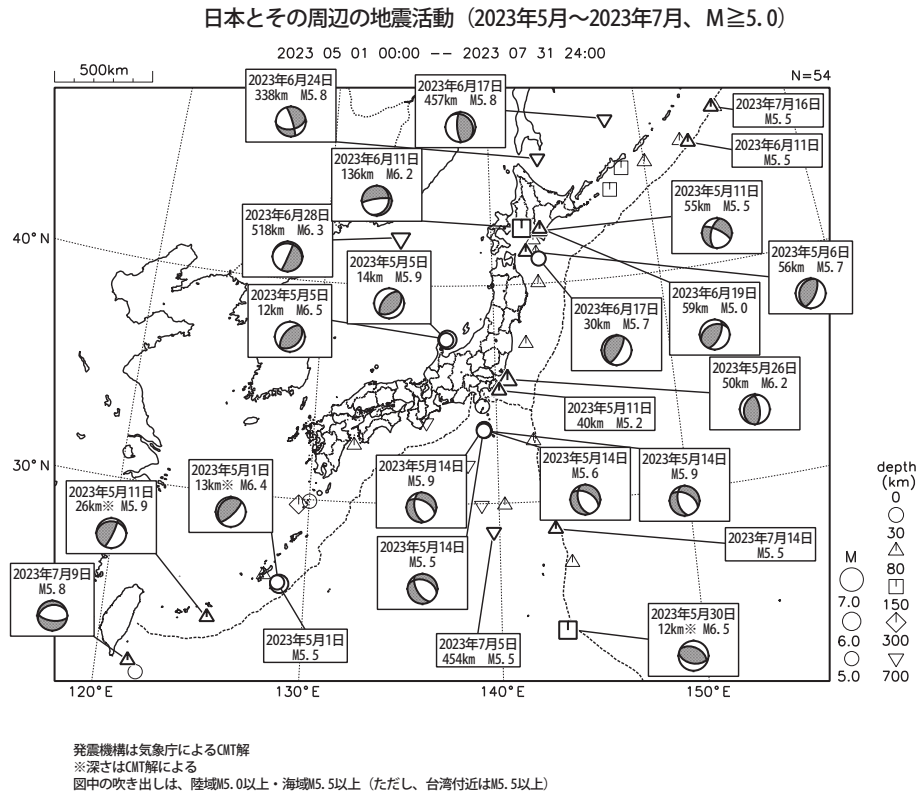 日本とその周辺の地震活動（2023年5月～2023年7月、M≧5.0）
2023 05 01 00:00 -- 2023 07 31 24:00
500km
N=54
2023年6月24日
338km M5.8
2023年6月17日
457km M5.8
2023年7月16日
M5.5
2023年6月11日
M5.5
2023年6月11日
136km M6.2
2023年5月11日
55km M5.5
2023年6月28日
518km M6.3
40°N
2023年5月6日
56km M5.7
2023年5月5日
14km M5.9
2023年5月5日
12km M6.5
2023年6月17日
30km M5.7
2023年6月19日
59km M5.0
2023年5月26日
50km M6.2
2023年5月11日
40km M5.2
30°N
2023年5月14日
M5.9
2023年5月14日
M5.6
2023年5月14日
M5.9
2023年5月1日
13km※ M6.4
2023年5月11日
26km※ M5.9
2023年7月14日
M5.5
2023年5月14日
M5.5
2023年7月9日
M5.8
2023年5月1日
M5.5
2023年7月5日
454km M5.5
2023年5月30日
12km※ M6.5
depth
(km)
0
30
80
150
300
700
M
7.0
6.0
5.0
120°E
130°E
140°E
150°E
発震機構は気象庁によるCMT解
※深さはCMT解による
図中の吹き出しは、陸域M5.0以上・海域M5.5以上（ただし、台湾付近はM5.5以上）